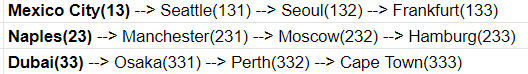 Mexico City(13) --> Seattle(131) --> Seoul(132) --> Frankfurt(133)
Naples(23) --> Manchester(231) --> Moscow(232) --> Hamburg(233)
Dubai(33) --> Osaka(331) --> Perth(332) --> Cape Town(333)